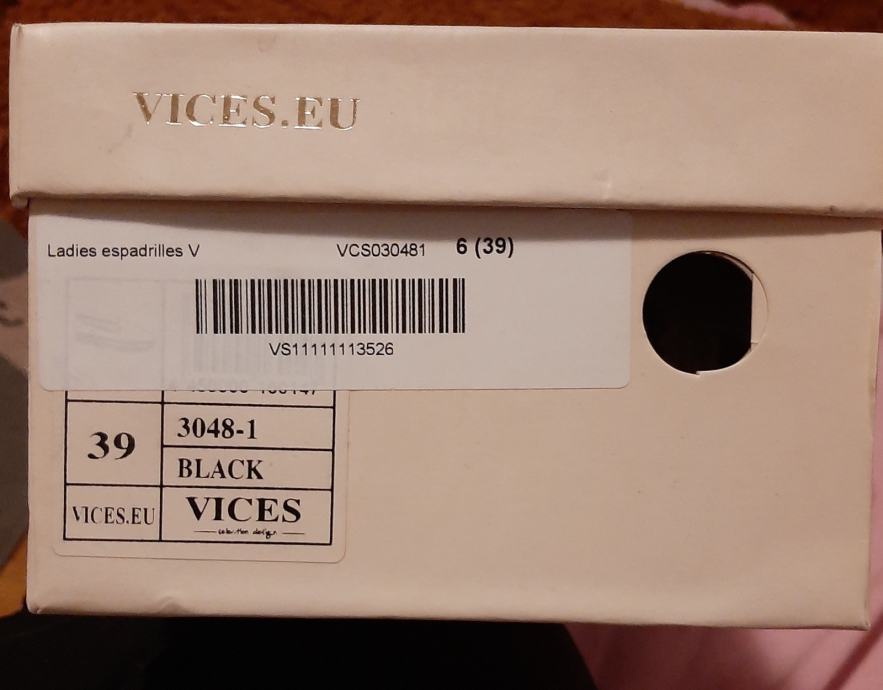 VICES.EU
Ladies espadrilles V VCS030481 6 (39)
VS11111113526
39
3048-1
BLACK
VICES.EU
VICES